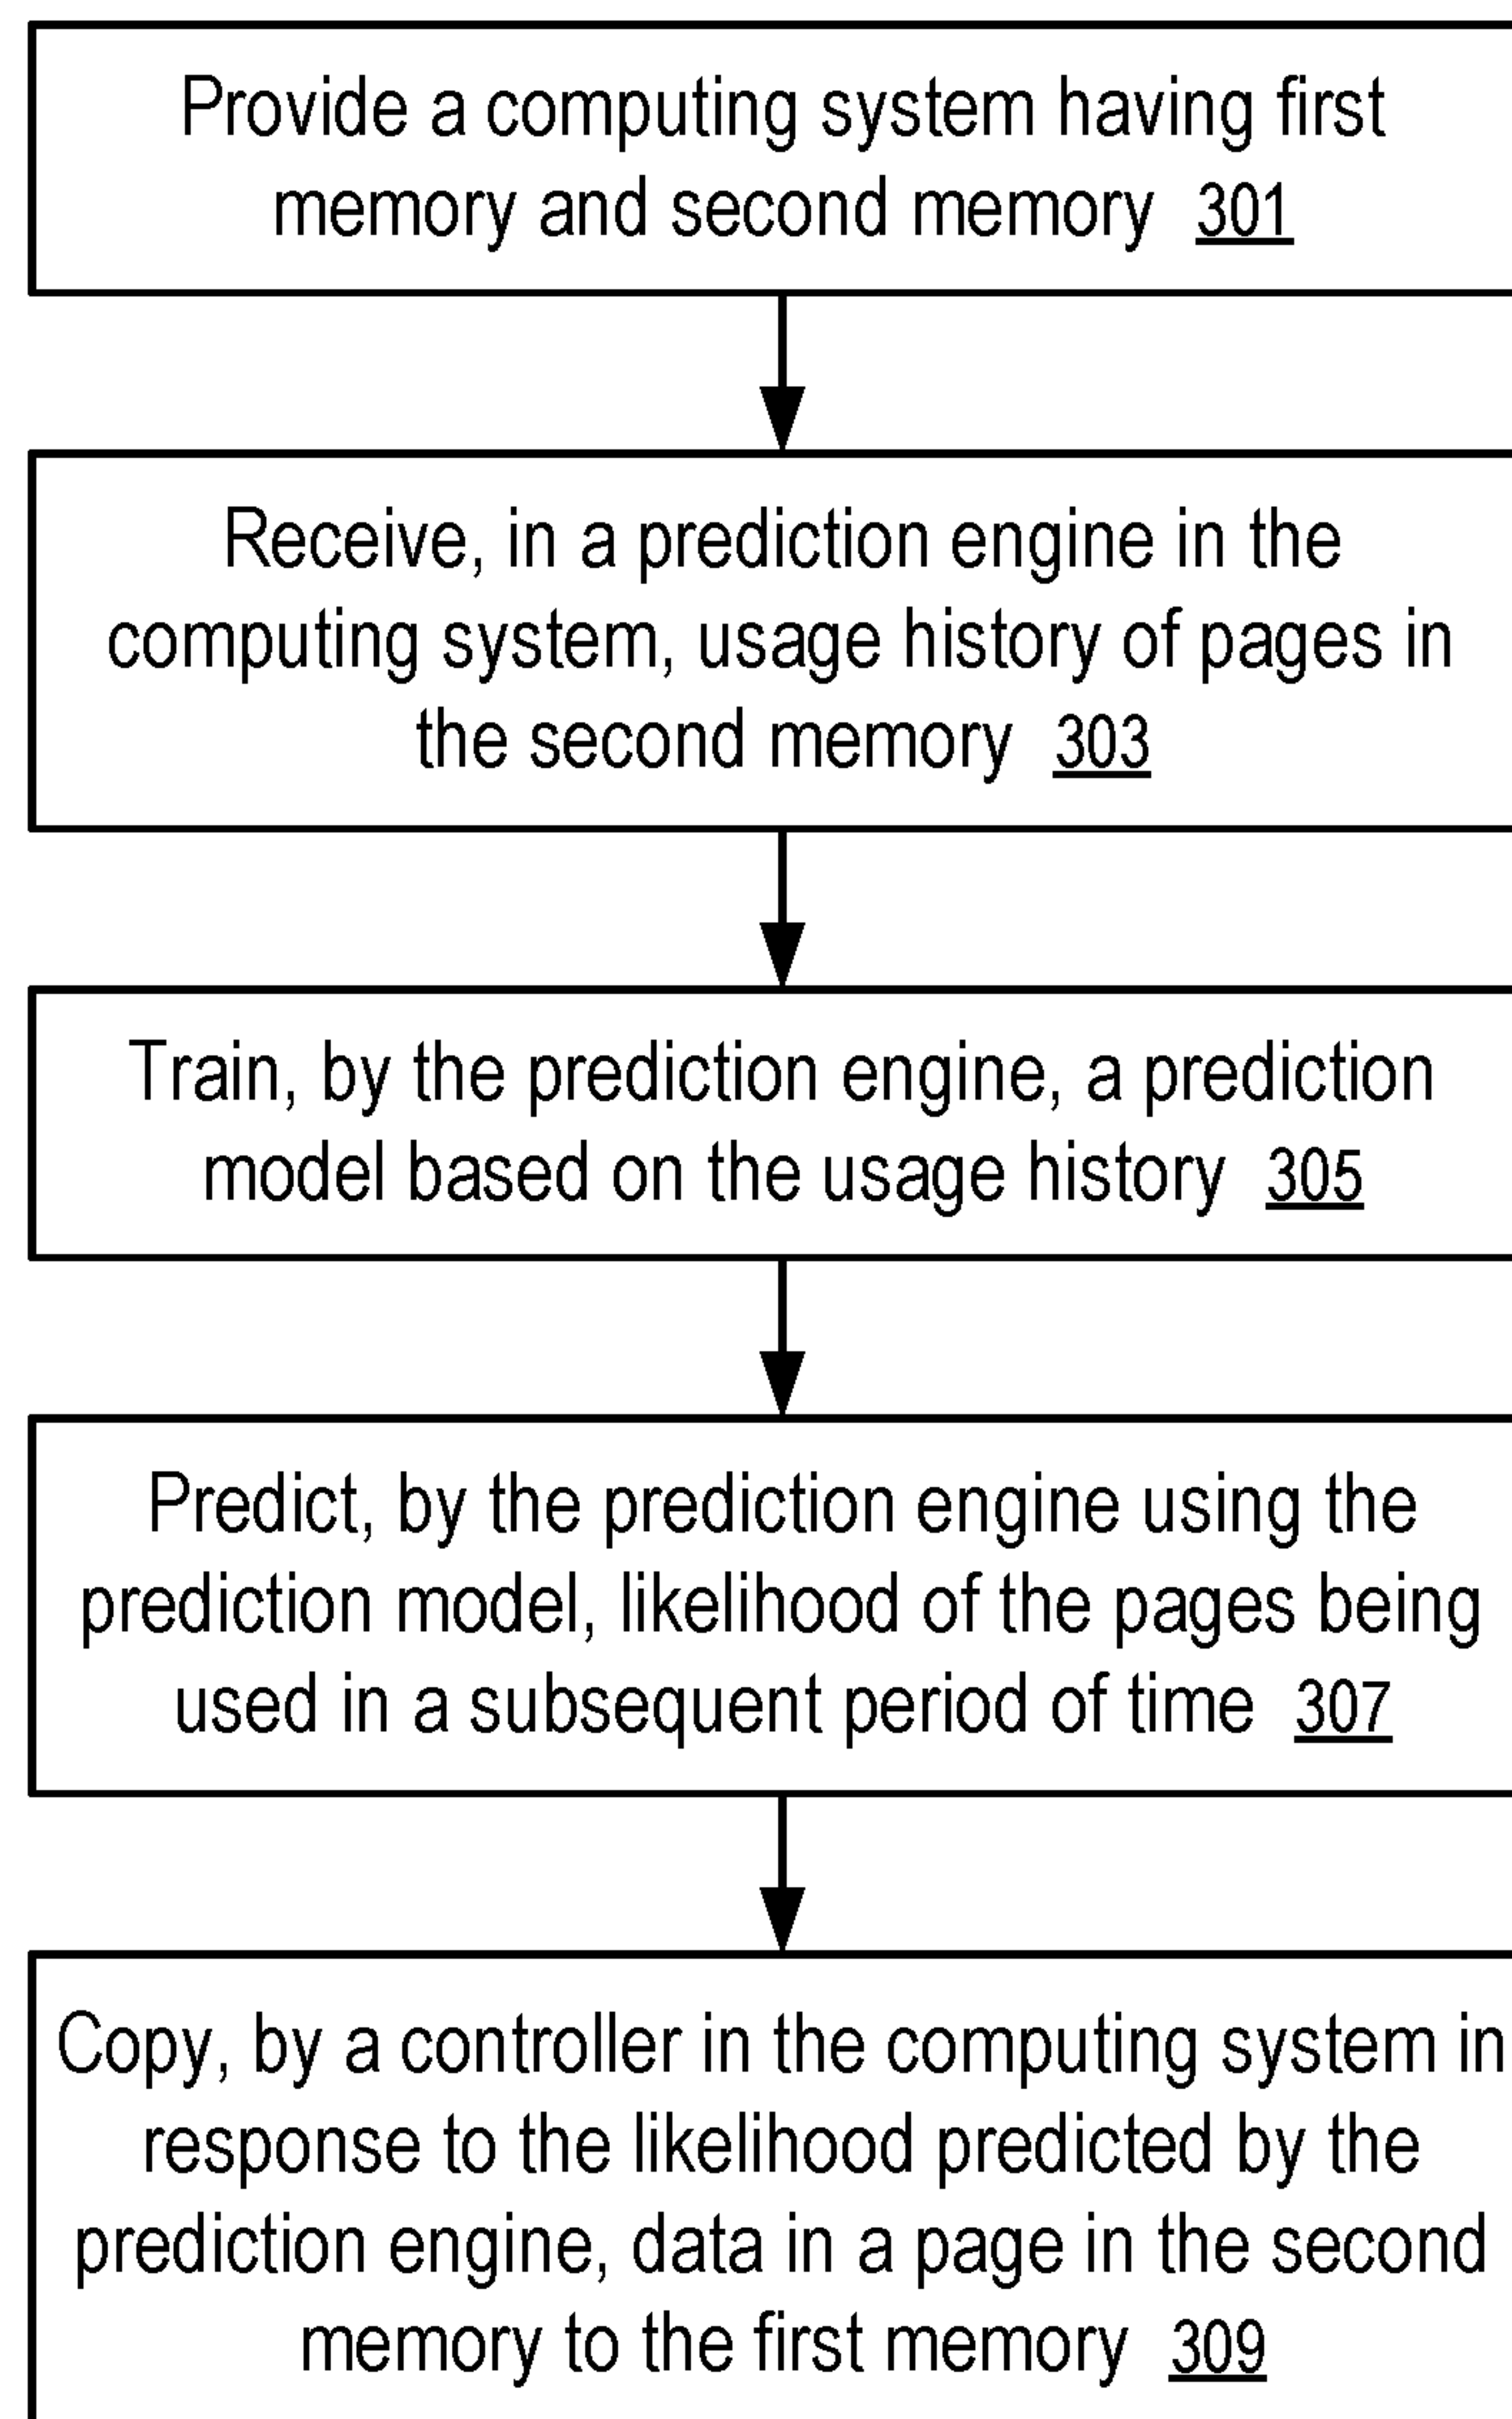 Provide a computing system having first
memory and second memory 301
Receive, in a prediction engine in the
computing system, usage history of pages in
the second memory 303
Train, by the prediction engine, a prediction
model based on the usage history 305
Predict, by the prediction engine using the
prediction model, likelihood of the pages being
used in a subsequent period of time 307
Copy, by a controller in the computing system in
response to the likelihood predicted by the
prediction engine, data in a page in the second
memory to the first memory 309